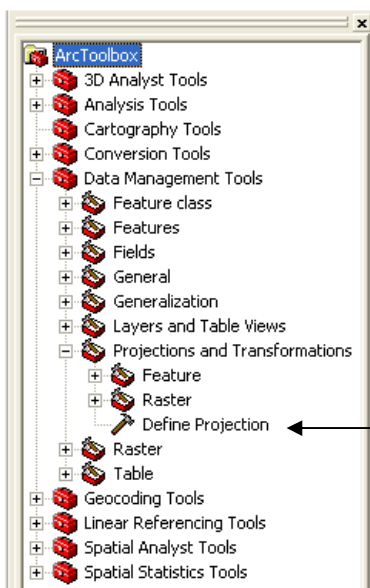 ArcToolbox
3D Analyst Tools
Analysis Tools
Cartography Tools
Conversion Tools
Data Management Tools
Feature class
Features
Fields
General
Generalization
Layers and Table Views
Projections and Transformations
Feature
Raster
Define Projection
Raster
Table
Geocoding Tools
Linear Referencing Tools
Spatial Analyst Tools
Spatial Statistics Tools